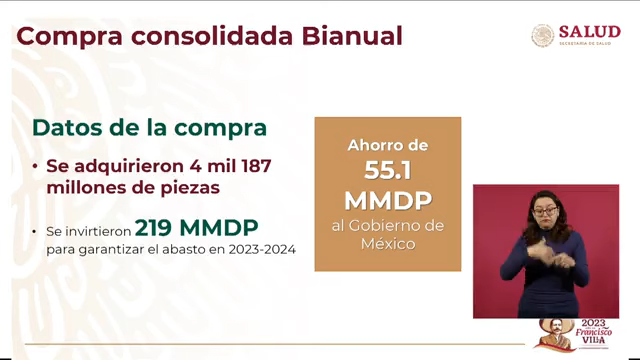 Compra consolidada Bianual
SALUD
SECRETARÍA DE SALUD
Datos de la compra
• Se adquirieron 4 mil 187
millones de piezas
• Se invirtieron 219 MMDP
para garantizar el abasto en 2023-2024
Ahorro de
55.1
MMDP
al Gobierno de
México
2023
Francisco
VILLA